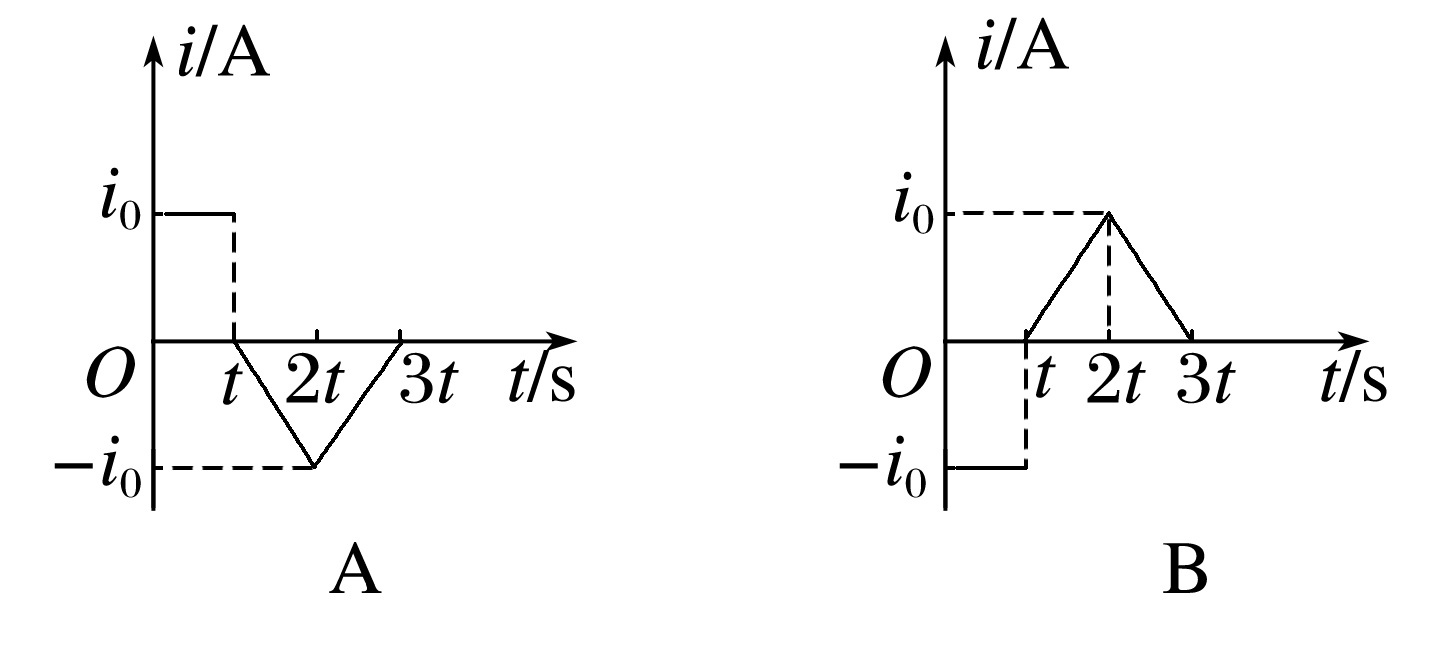 i/A
i₀
O t 2t 3t t/s
−i₀
A
i/A
i₀
O t 2t 3t t/s
−i₀
B